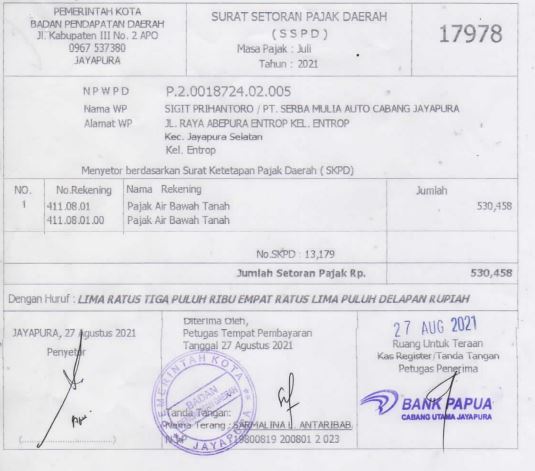 PEMERINTAH KOTA
BADAN PENDAPATAN DAERAH
Jl. Kabupaten III No. 2 APO
0967 537380
JAYAPURA
SURAT SETORAN PAJAK DAERAH
( S S P D )
Masa Pajak : Juli
Tahun : 2021
17978
N P W P D P.2.0018724.02.005
Nama WP SIGIT PRIHANTORO / PT. SERBA MULIA AUTO CABANG JAYAPURA
Alamat WP JL. RAYA ABEPURA ENTROP KEL. ENTROP
Kec. Jayapura Selatan
Kel. Entrop
Menyetor berdasarkan Surat Ketetapan Pajak Daerah ( SKPD)
NO. No.Rekening Nama Rekening Jumlah
1 411.08.01 Pajak Air Bawah Tanah 530,458
411.08.01.00 Pajak Air Bawah Tanah
No.SKPD : 13,179
Jumlah Setoran Pajak Rp. 530,458
Dengan Huruf : LIMA RATUS TIGA PULUH RIBU EMPAT RATUS LIMA PULUH DELAPAN RUPIAH
JAYAPURA, 27 Agustus 2021
Penyetor
(..............................)
Diterima Oleh,
Petugas Tempat Pembayaran
Tanggal 27 Agustus 2021
PEMERINTAH KOTA
BADAN
JAYAPURA
Tanda Tangan:
Nama Terang : SARMALINA L. ANTARIBAB
NIP 19800819 200801 2 023
27 AUG 2021
Ruang Untuk Teraan
Kas Register/Tanda Tangan
Petugas Penerima
BANK PAPUA
CABANG UTAMA JAYAPURA